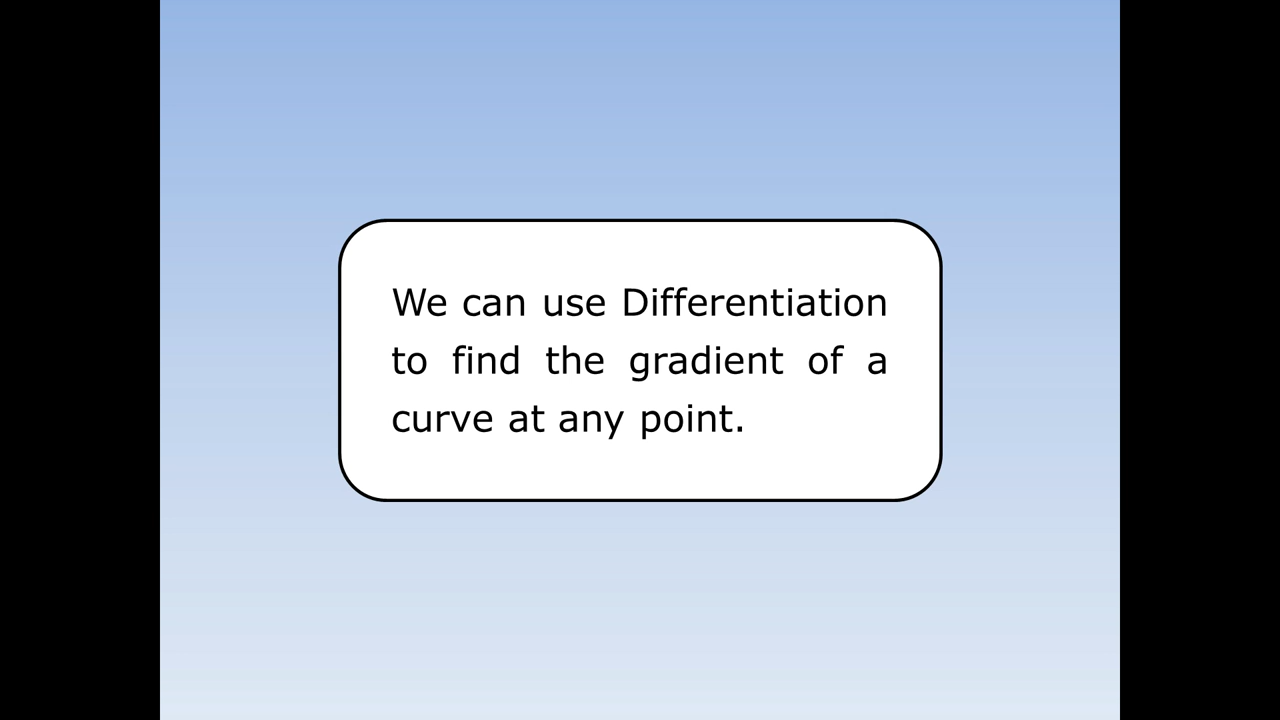 We can use Differentiation
to find the gradient of a
curve at any point.